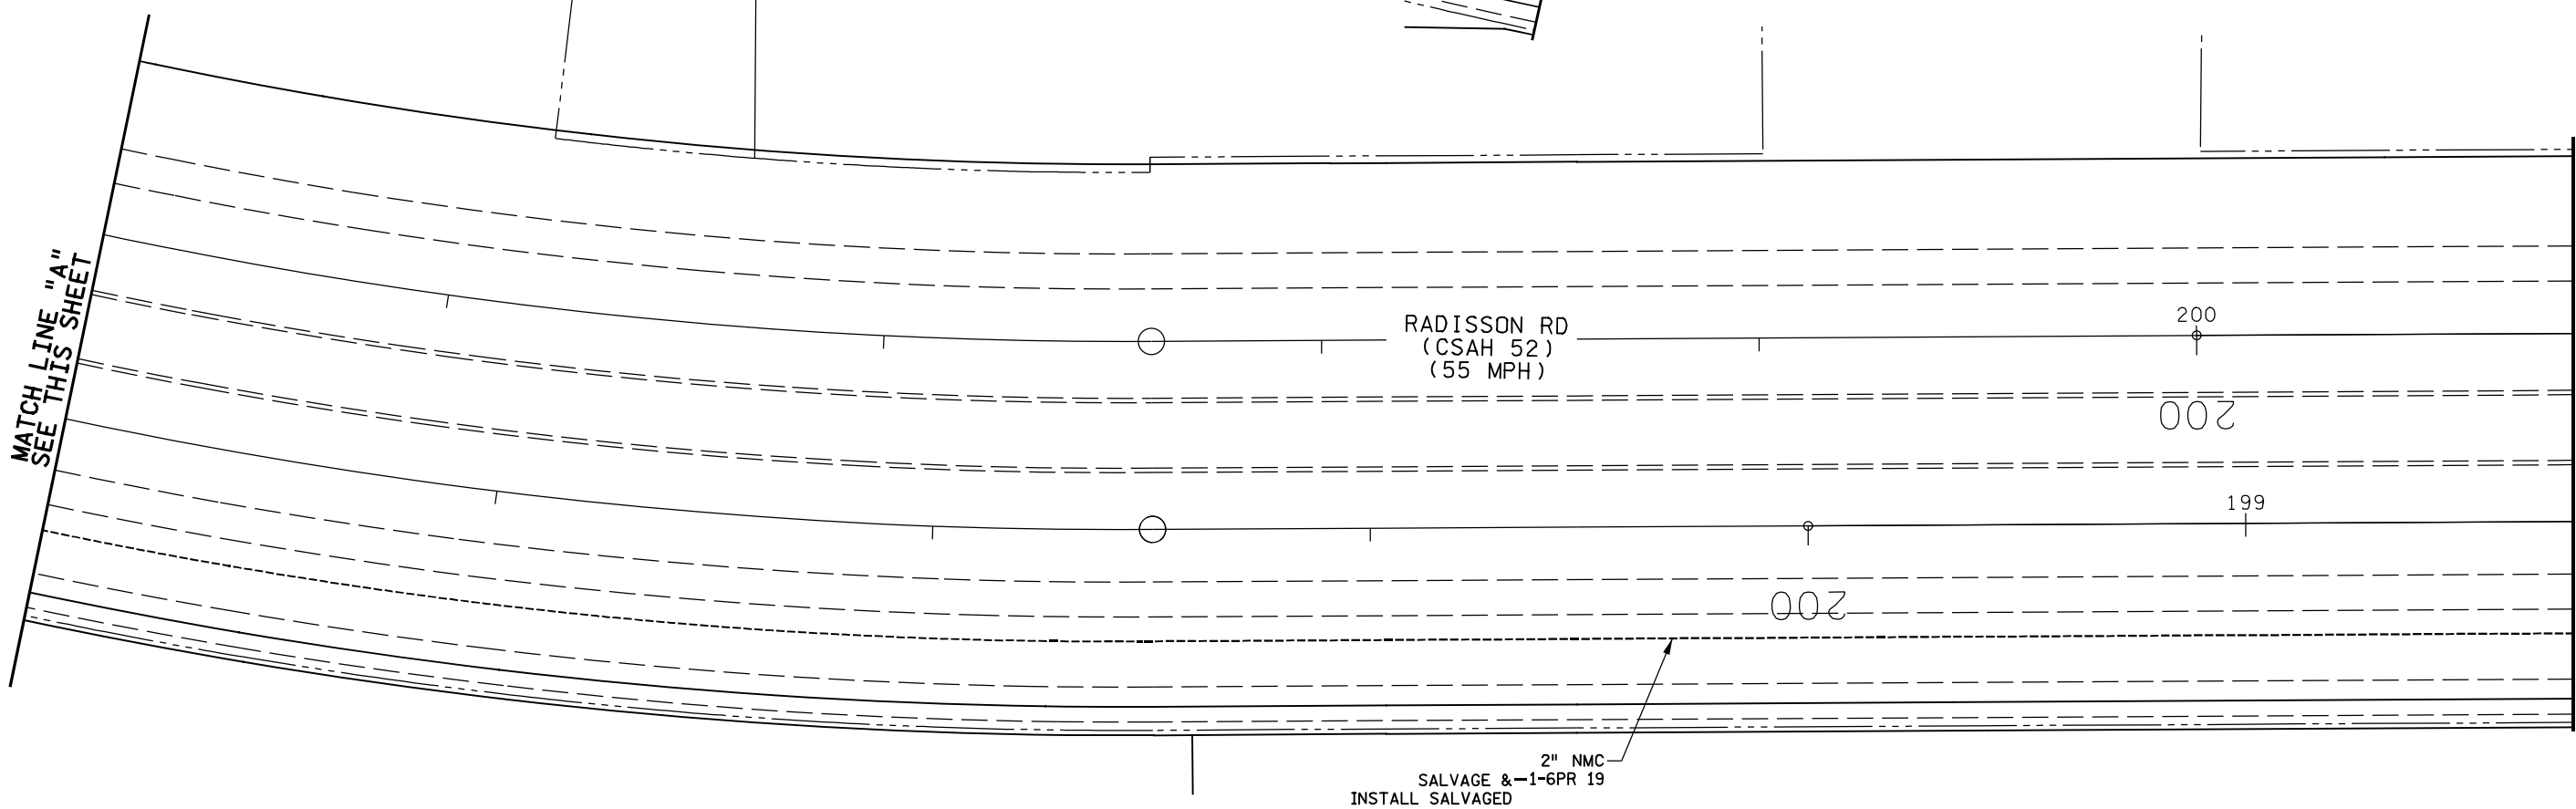 MATCH LINE "A"
SEE THIS SHEET
RADISSON RD
(CSAH 52)
(55 MPH)
200
200
199
200
2" NMC
SALVAGE &-1-6PR 19
INSTALL SALVAGED